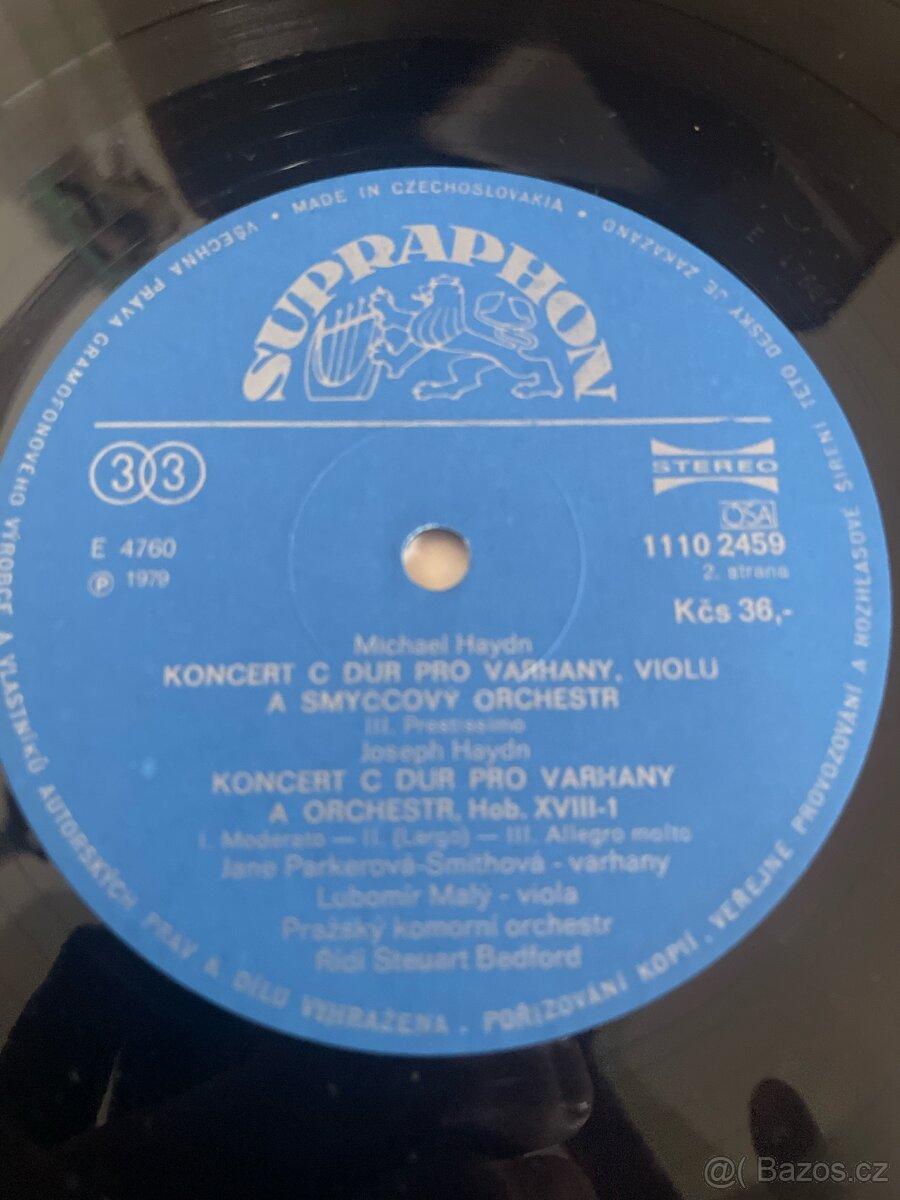 VŠECHNA PRÁVA GRAMOFONOVÉHO VÝROBCE A VLASTNÍKŮ AUTORSKÝCH PRÁV A DÍLU VYHRAŽENA . POŘIZOVÁNÍ KOPIÍ, VEŘEJNÉ PROVOZOVÁNÍ A ROZHLASOVÉ ŠÍŘENÍ TÉTO DESKY JE ZAKÁZÁNO • MADE IN CZECHOSLOVAKIA •
SUPRAPHON
33
STEREO
OSA
E 4760
1110 2459
Ⓟ 1979
2. strana
Kčs 36,-
Michael Haydn
KONCERT C DUR PRO VARHANY, VIOLU
A SMYČCOVÝ ORCHESTR
III. Prestissimo
Joseph Haydn
KONCERT C DUR PRO VARHANY
A ORCHESTR, Hob. XVIII-1
I. Moderato — II. (Largo) — III. Allegro molto
Jane Parkerová-Smithová - varhany
Lubomír Malý - viola
Pražský komorní orchestr
Řídí Steuart Bedford
@( Bazos.cz